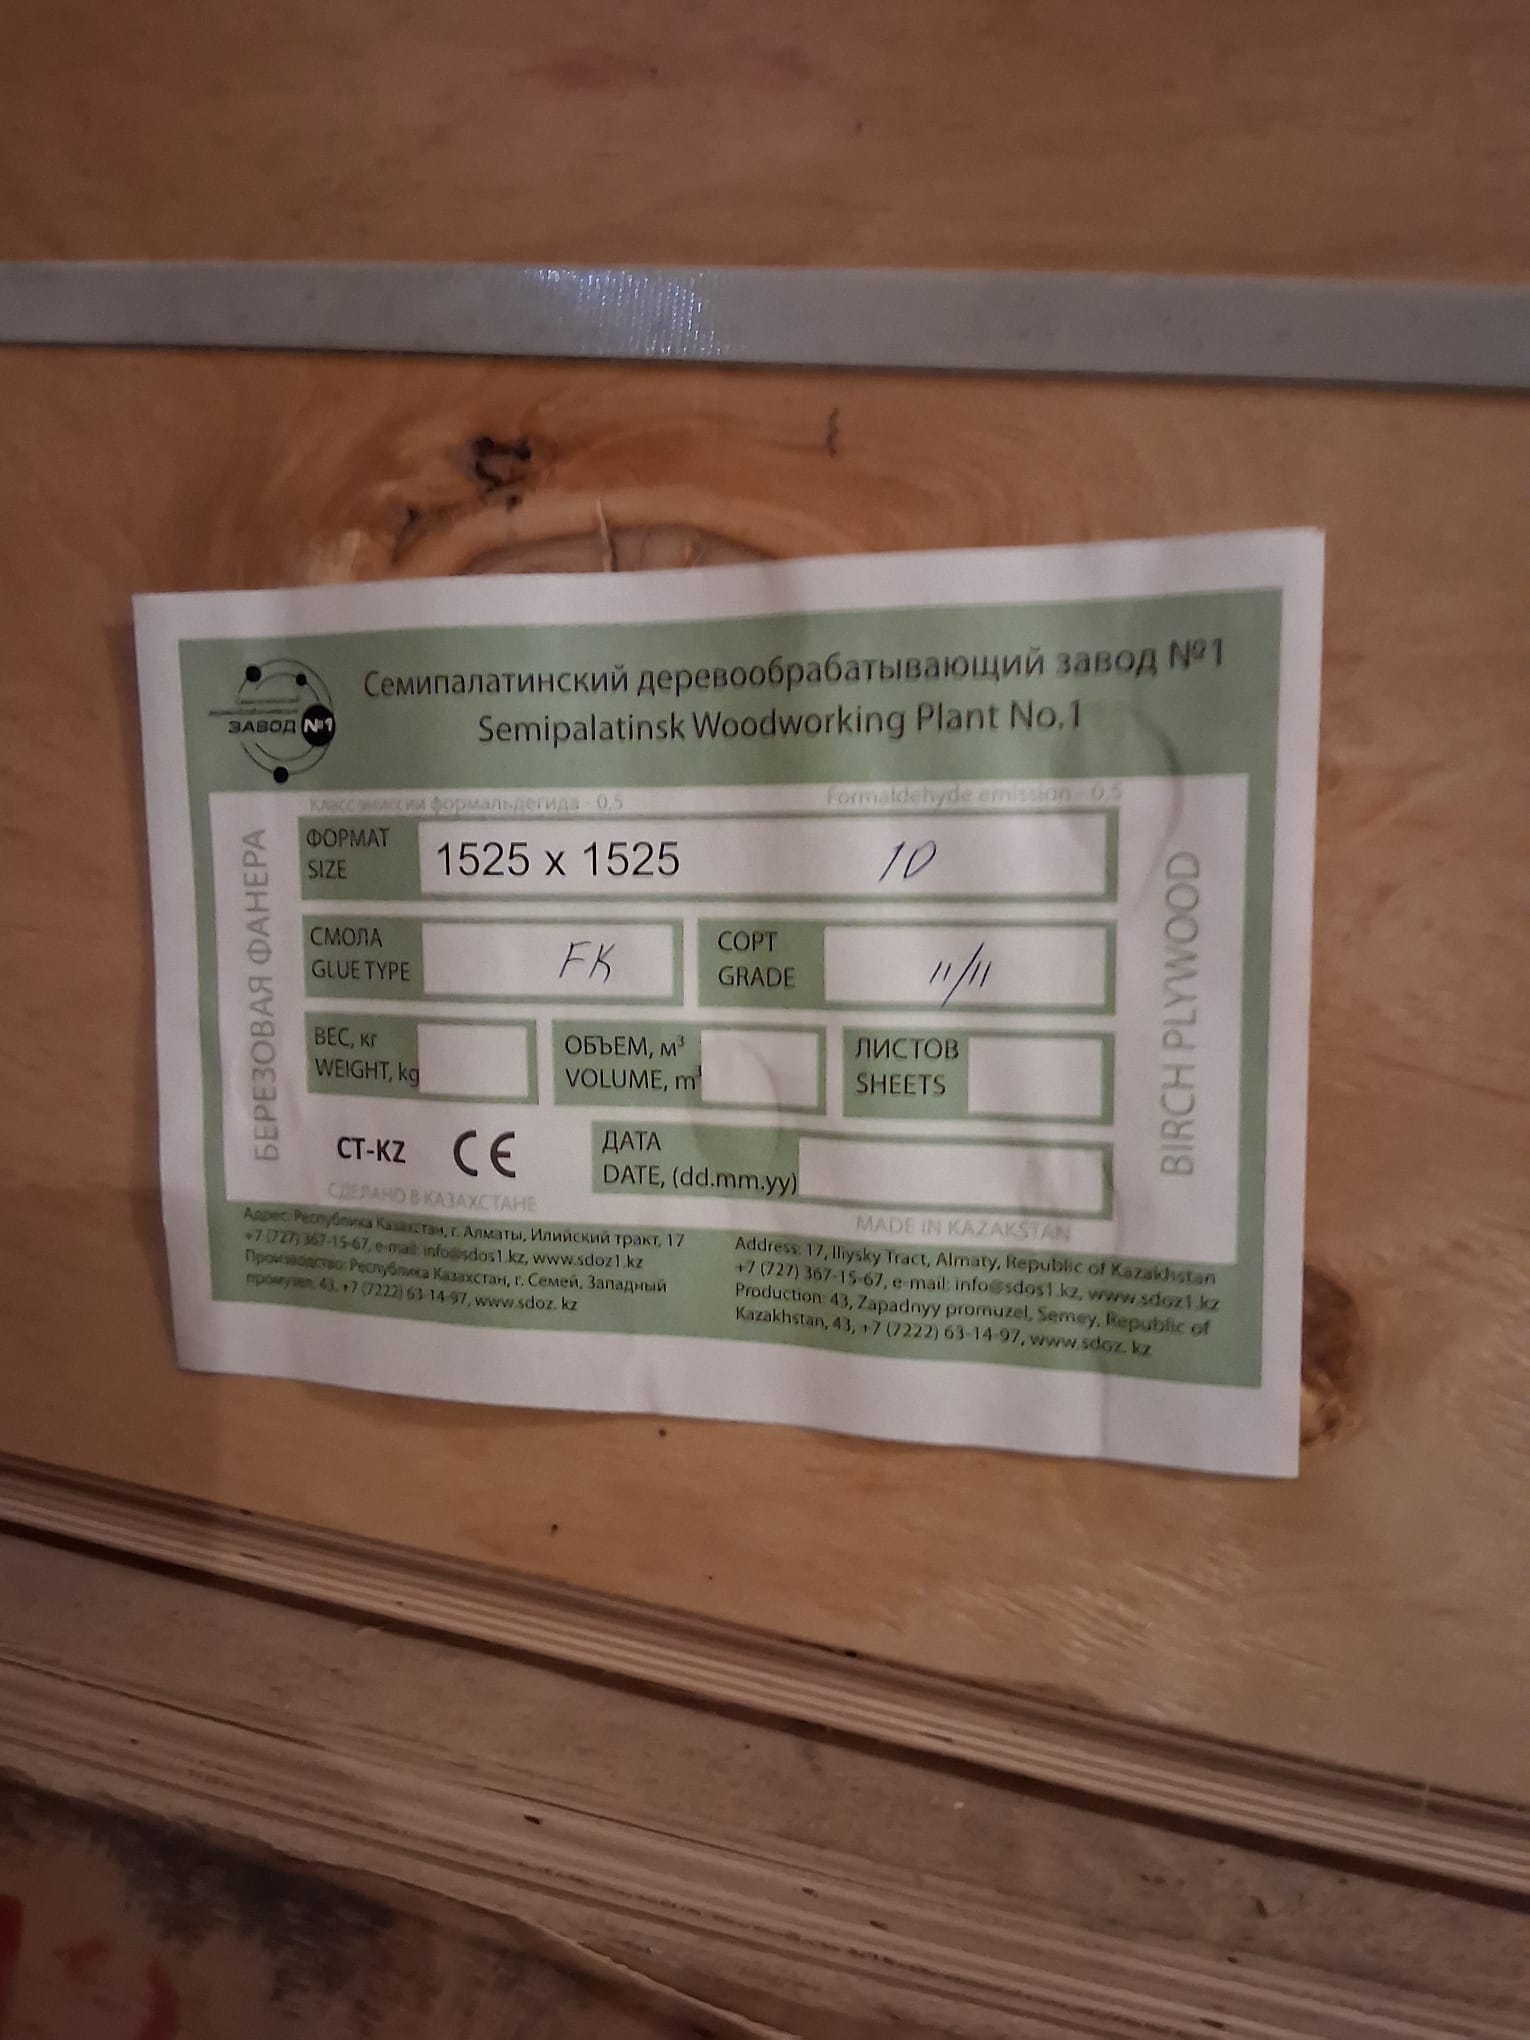 ЗАВОД №1
Семипалатинский деревообрабатывающий завод №1
Semipalatinsk Woodworking Plant No.1
Класс эмиссии формальдегида - 0,5
Formaldehyde emission - 0,5
БЕРЕЗОВАЯ ФАНЕРА
BIRCH PLYWOOD
ФОРМАТ
SIZE
1525 x 1525 10
СМОЛА
GLUE TYPE
FK
СОРТ
GRADE
11/11
ВЕС, кг
WEIGHT, kg
ОБЪЕМ, м³
VOLUME, m³
ЛИСТОВ
SHEETS
CT-KZ CE
ДАТА
DATE, (dd.mm.yy)
СДЕЛАНО В КАЗАХСТАНЕ
MADE IN KAZAKSTAN
Адрес: Республика Казахстан, г. Алматы, Илийский тракт, 17
+7 (727) 367-15-67, e-mail: info@sdos1.kz, www.sdoz1.kz
Производство: Республика Казахстан, г. Семей, Западный
промузел, 43, +7 (7222) 63-14-97, www.sdoz. kz
Address: 17, Iliysky Tract, Almaty, Republic of Kazakhstan
+7 (727) 367-15-67, e-mail: info@sdos1.kz, www.sdoz1.kz
Production: 43, Zapadnyy promuzel, Semey, Republic of
Kazakhstan, 43, +7 (7222) 63-14-97, www.sdoz. kz